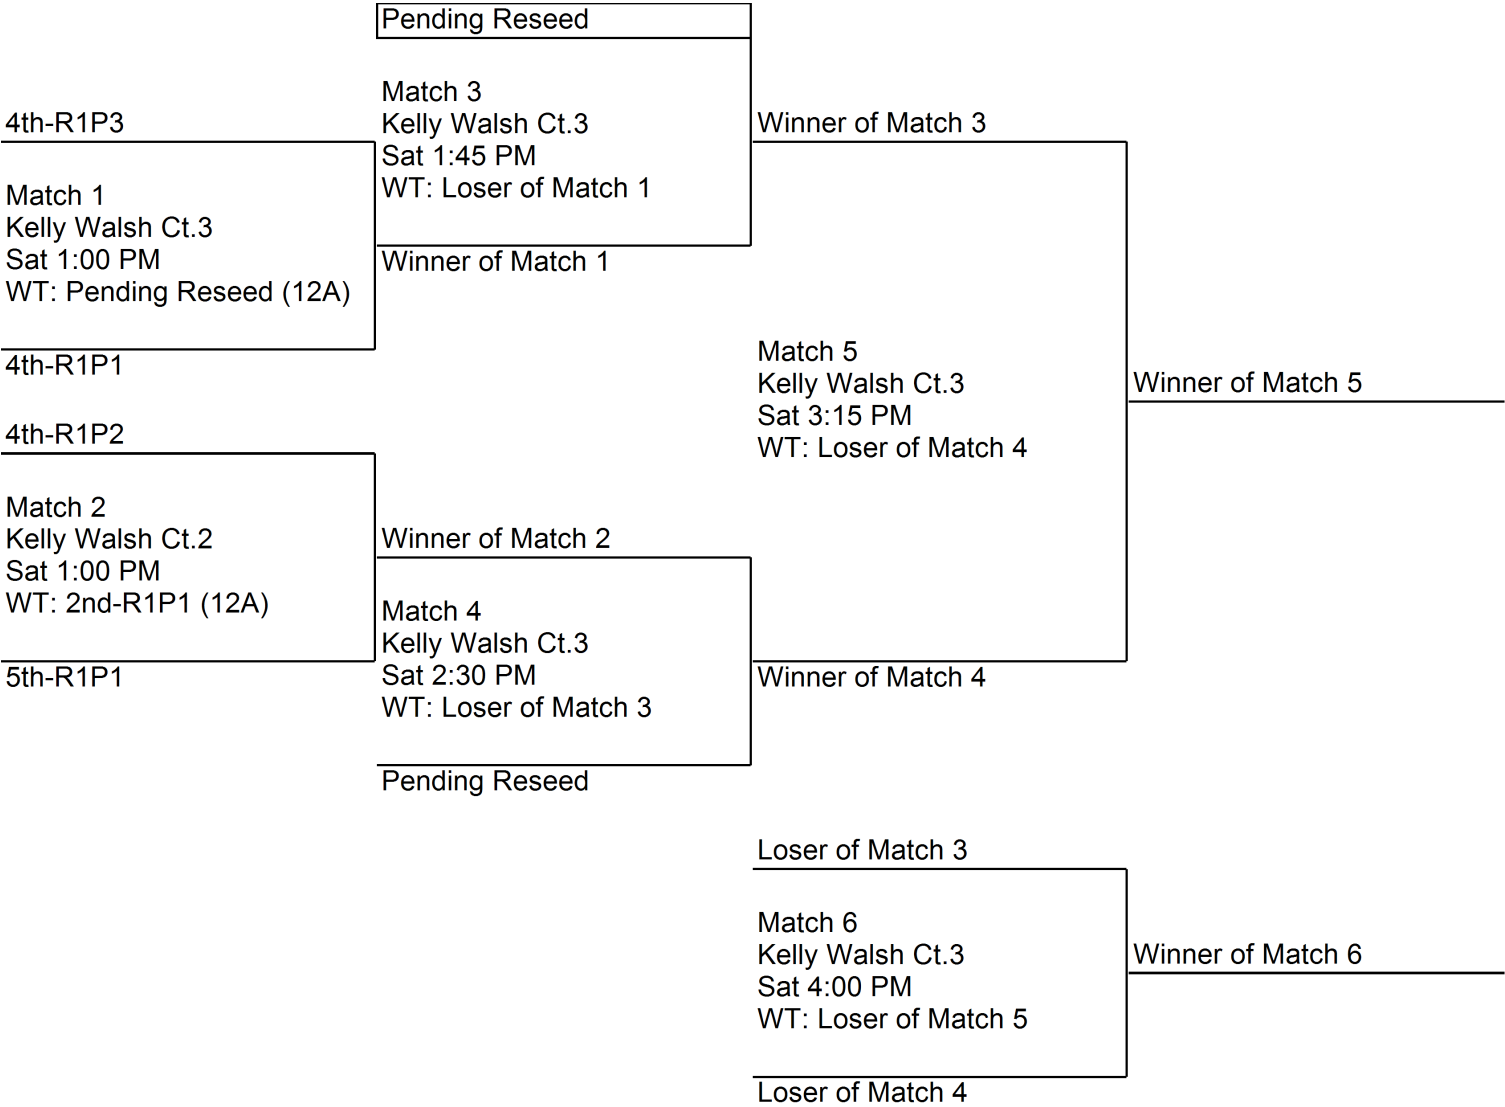 Pending Reseed
Match 3
Kelly Walsh Ct.3
Sat 1:45 PM
WT: Loser of Match 1
Winner of Match 1
4th-R1P3
Match 1
Kelly Walsh Ct.3
Sat 1:00 PM
WT: Pending Reseed (12A)
4th-R1P1
4th-R1P2
Match 2
Kelly Walsh Ct.2
Sat 1:00 PM
WT: 2nd-R1P1 (12A)
5th-R1P1
Winner of Match 2
Match 4
Kelly Walsh Ct.3
Sat 2:30 PM
WT: Loser of Match 3
Pending Reseed
Winner of Match 3
Match 5
Kelly Walsh Ct.3
Sat 3:15 PM
WT: Loser of Match 4
Winner of Match 4
Winner of Match 5
Loser of Match 3
Match 6
Kelly Walsh Ct.3
Sat 4:00 PM
WT: Loser of Match 5
Loser of Match 4
Winner of Match 6